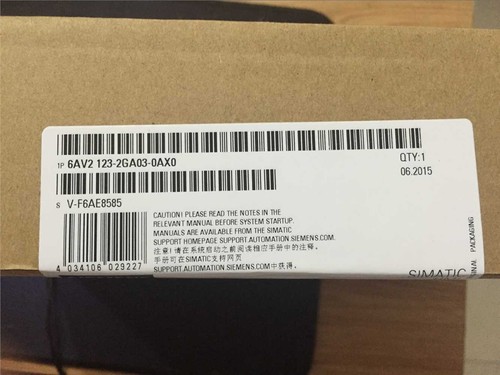 1P 6AV2 123-2GA03-0AX0
QTY:1
06.2015
S V-F6AE8585
CAUTION! PLEASE READ THE NOTES IN THE
RELEVANT MANUAL BEFORE SYSTEM STARTUP.
MANUALS ARE AVAILABLE FROM THE SIMATIC
SUPPORT HOMEPAGE SUPPORT.AUTOMATION.SIEMENS.COM
注意!请在系统启动之前阅读相应手册中的注释。
手册可在SIMATIC支持网页
SUPPORT.AUTOMATION.SIEMENS.COM中获得。
4 034106 029227
SIMATIC
PACKAGING